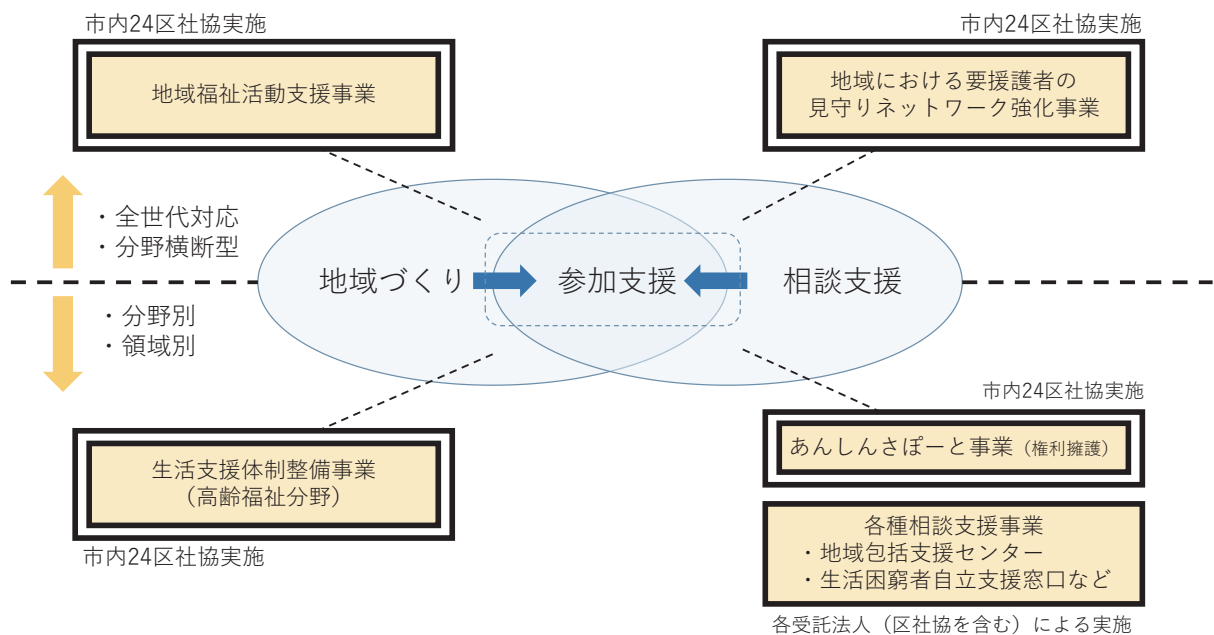 市内24区社協実施
地域福祉活動支援事業
市内24区社協実施
地域における要援護者の
見守りネットワーク強化事業
・全世代対応
・分野横断型
地域づくり
参加支援
相談支援
・分野別
・領域別
生活支援体制整備事業
（高齢福祉分野）
市内24区社協実施
市内24区社協実施
あんしんさぽーと事業（権利擁護）
各種相談支援事業
・地域包括支援センター
・生活困窮者自立支援窓口など
各受託法人（区社協を含む）による実施